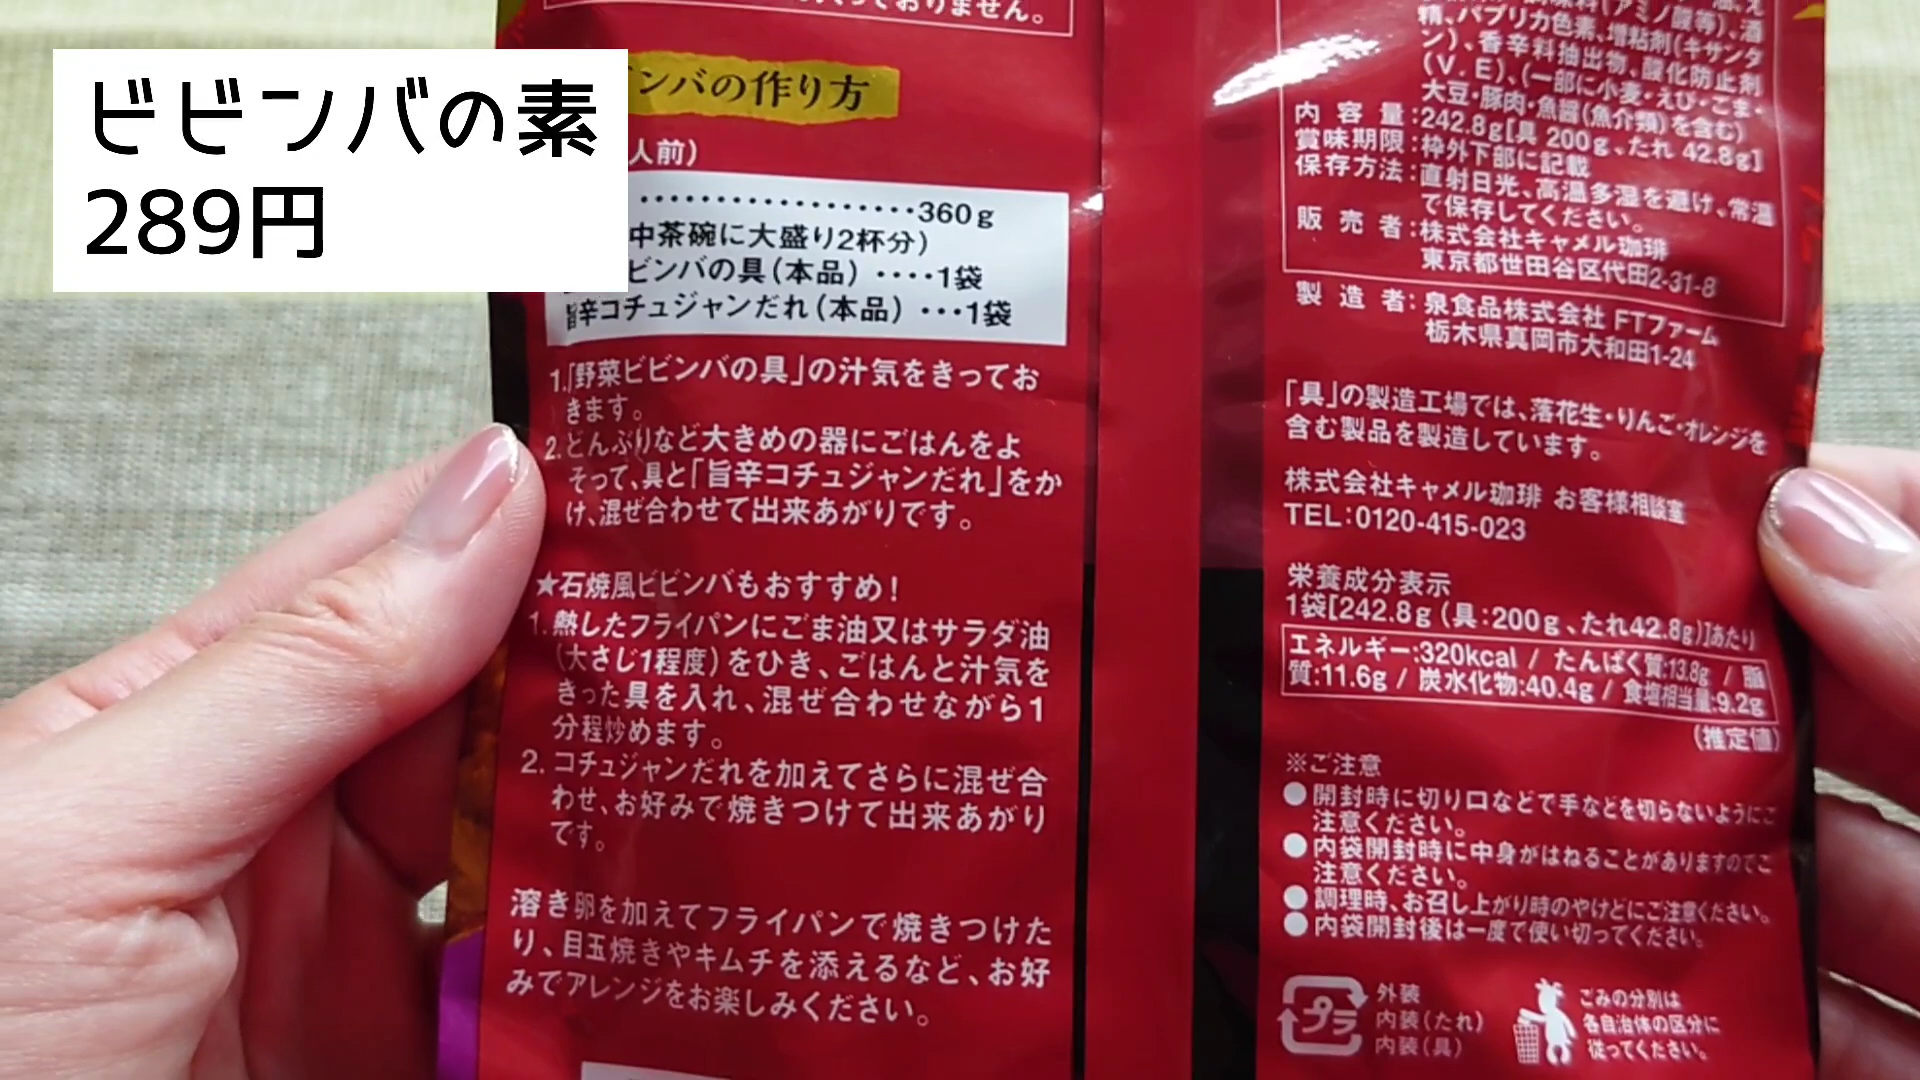 ビビンバの素
289円
っておりません。
ンバの作り方
人前)
‥‥‥‥‥‥‥360g
中茶碗に大盛り2杯分)
ビンバの具(本品)‥‥1袋
旨辛コチュジャンだれ(本品)‥‥1袋
1.「野菜ビビンバの具」の汁気をきってお
きます。
2.どんぶりなど大きめの器にごはんをよ
そって、具と「旨辛コチュジャンだれ」をか
け、混ぜ合わせて出来あがりです。
★石焼風ビビンバもおすすめ!
1.熱したフライパンにごま油又はサラダ油
(大さじ1程度)をひき、ごはんと汁気を
きった具を入れ、混ぜ合わせながら1
分程炒めます。
2.コチュジャンだれを加えてさらに混ぜ合
わせ、お好みで焼きつけて出来あがり
です。
溶き卵を加えてフライパンで焼きつけた
り、目玉焼きやキムチを添えるなど、お好
みでアレンジをお楽しみください。
調味料(アミノ酸等)、酒
精、パプリカ色素、増粘剤(キサンタ
ン)、香辛料抽出物、酸化防止剤
(V.E)、(一部に小麦・えび・ごま・
大豆・豚肉・魚醤(魚介類)を含む)
内容量:242.8g[具 200g、たれ 42.8g]
賞味期限:枠外下部に記載
保存方法:直射日光、高温多湿を避け、常温
で保存してください。
販売者:株式会社キャメル珈琲
東京都世田谷区代田2-31-8
製造者:泉食品株式会社 FTファーム
栃木県真岡市大和田1-24
「具」の製造工場では、落花生・りんご・オレンジを
含む製品を製造しています。
株式会社キャメル珈琲 お客様相談室
TEL:0120-415-023
栄養成分表示
1袋[242.8g(具:200g、たれ42.8g)]あたり
エネルギー:320kcal / たんぱく質:13.8g / 脂
質:11.6g / 炭水化物:40.4g / 食塩相当量:9.2g
(推定値)
※ご注意
●開封時に切り口などで手などを切らないようにご
注意ください。
●内袋開封時に中身がはねることがありますのでご
注意ください。
●調理時、お召し上がり時のやけどにご注意ください。
●内袋開封後は一度で使い切ってください。
プラ
外装
内装(たれ)
内装(具)
ごみの分別は
各自治体の区分に
従ってください。